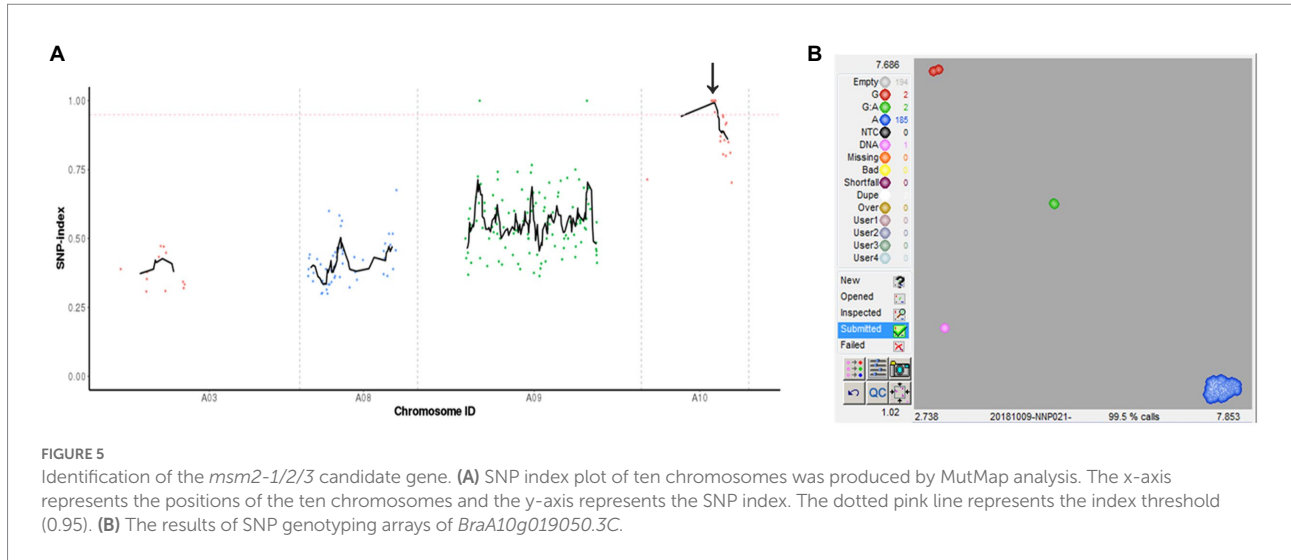 A
1.00
0.75
0.50
0.25
0.00
SNP-index
A03
A08
A09
A10
Chromosome ID
B
7.686
Empty 194
G 2
G:A 2
A 185
NTC 0
DNA 1
Missing 0
Bad 0
Shortfall 0
Dupe
Over 0
User1 0
User2 0
User3 0
User4 0
New
Opened
Inspected
Submitted
Failed
QC
1.02
2.738 20181009-NNP021- 99.5 % calls 7.853
FIGURE 5
Identification of the msm2-1/2/3 candidate gene. (A) SNP index plot of ten chromosomes was produced by MutMap analysis. The x-axis
represents the positions of the ten chromosomes and the y-axis represents the SNP index. The dotted pink line represents the index threshold
(0.95). (B) The results of SNP genotyping arrays of BraA10g019050.3C.